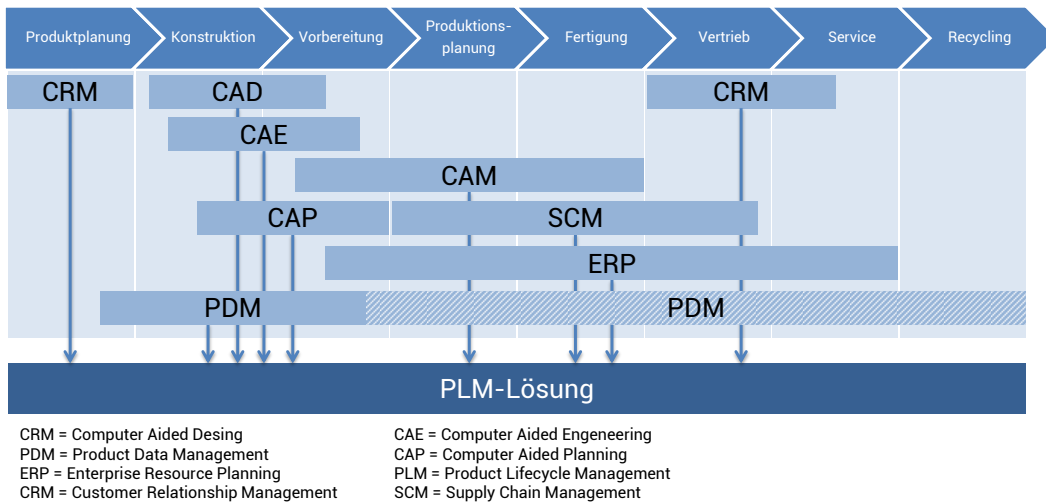 Produktplanung
Konstruktion
Vorbereitung
Produktions-
planung
Fertigung
Vertrieb
Service
Recycling
CRM
CAD
CRM
CAE
CAM
CAP
SCM
ERP
PDM
PDM
PLM-Lösung
CRM = Computer Aided Desing
PDM = Product Data Management
ERP = Enterprise Resource Planning
CRM = Customer Relationship Management
CAE = Computer Aided Engeneering
CAP = Computer Aided Planning
PLM = Product Lifecycle Management
SCM = Supply Chain Management